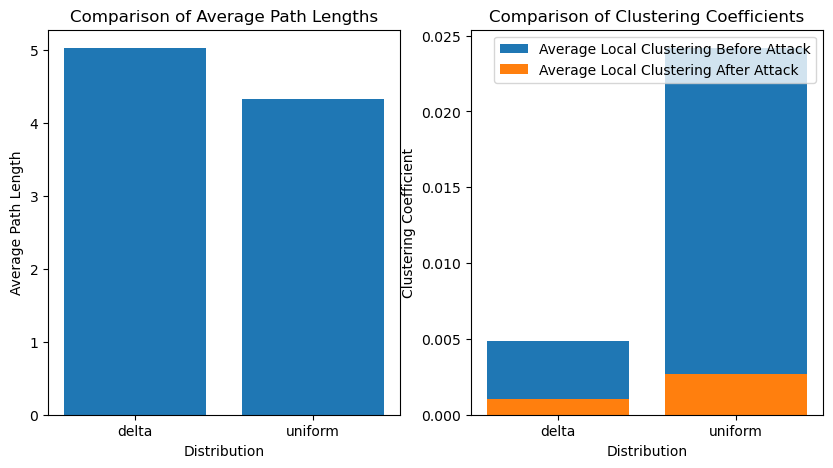 Comparison of Average Path Lengths
Average Path Length
5
4
3
2
1
0
delta
uniform
Distribution
Comparison of Clustering Coefficients
Clustering Coefficient
0.025
0.020
0.015
0.010
0.005
0.000
Average Local Clustering Before Attack
Average Local Clustering After Attack
delta
uniform
Distribution